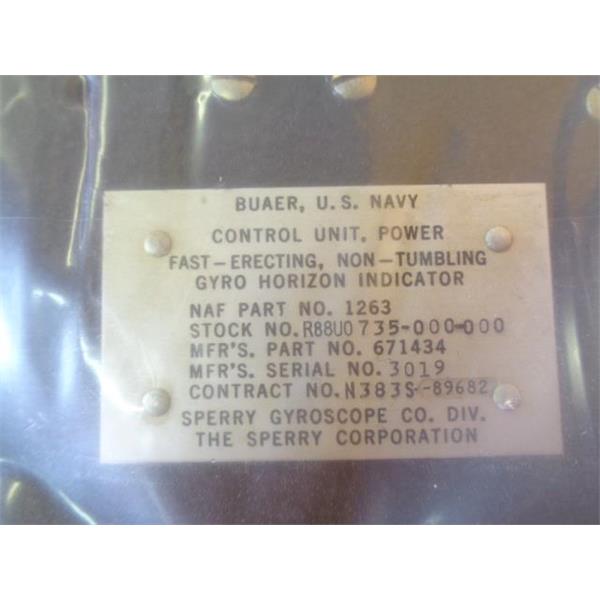 BUAER, U.S. NAVY
CONTROL UNIT, POWER
FAST-ERECTING, NON-TUMBLING
GYRO HORIZON INDICATOR
NAF PART NO. 1263
STOCK NO. R88U0735-000-000
MFR'S. PART NO. 671434
MFR'S. SERIAL NO. 3019
CONTRACT NO. N383S-89682
SPERRY GYROSCOPE CO. DIV.
THE SPERRY CORPORATION